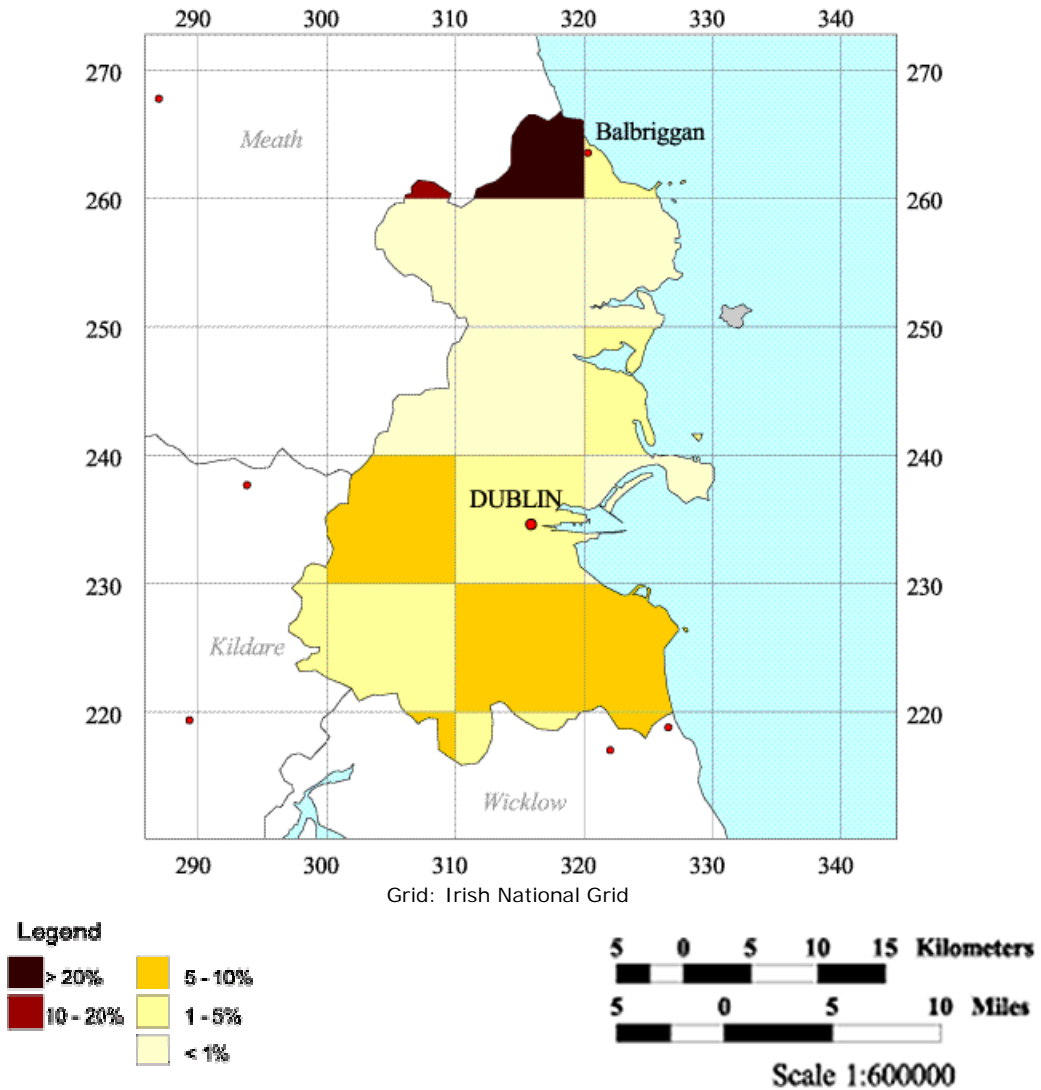 290 300 310 320 330 340
270 270
Meath
Balbriggan
260 260
250 250
240 240
DUBLIN
230 230
Kildare
220 220
Wicklow
290 300 310 320 330 340
Grid: Irish National Grid
Legend
> 20% 5 - 10%
10 - 20% 1 - 5%
< 1%
5 0 5 10 15 Kilometers
5 0 5 10 Miles
Scale 1:600000